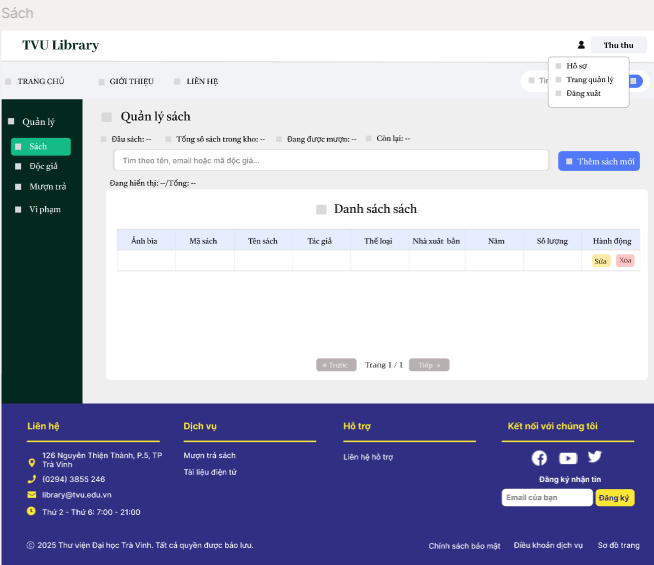 Sách
TVU Library
Thu thu
TRANG CHỦ
GIỚI THIỆU
LIÊN HỆ
Hồ sơ
Trang quản lý
Đăng xuất
Quản lý
Sách
Độc giả
Mượn trả
Vi phạm
Quản lý sách
Đầu sách: --
Tổng số sách trong kho: --
Đang được mượn: --
Còn lại: --
Tìm theo tên, email hoặc mã độc giả...
Thêm sách mới
Đang hiển thị: --/Tổng: --
Danh sách sách
Ảnh bìa
Mã sách
Tên sách
Tác giả
Thể loại
Nhà xuất bản
Năm
Số lượng
Hành động
Sửa
Xóa
« Trước
Trang 1 / 1
Tiếp »
Liên hệ
Dịch vụ
Hỗ trợ
Kết nối với chúng tôi
126 Nguyễn Thiện Thành, P.5, TP
Trà Vinh
(0294) 3855 246
library@tvu.edu.vn
Thứ 2 - Thứ 6: 7:00 - 21:00
Mượn trả sách
Tài liệu điện tử
Liên hệ hỗ trợ
Đăng ký nhận tin
Email của bạn
Đăng ký
© 2025 Thư viện Đại học Trà Vinh. Tất cả quyền được bảo lưu.
Chính sách bảo mật
Điều khoản dịch vụ
Sơ đồ trang